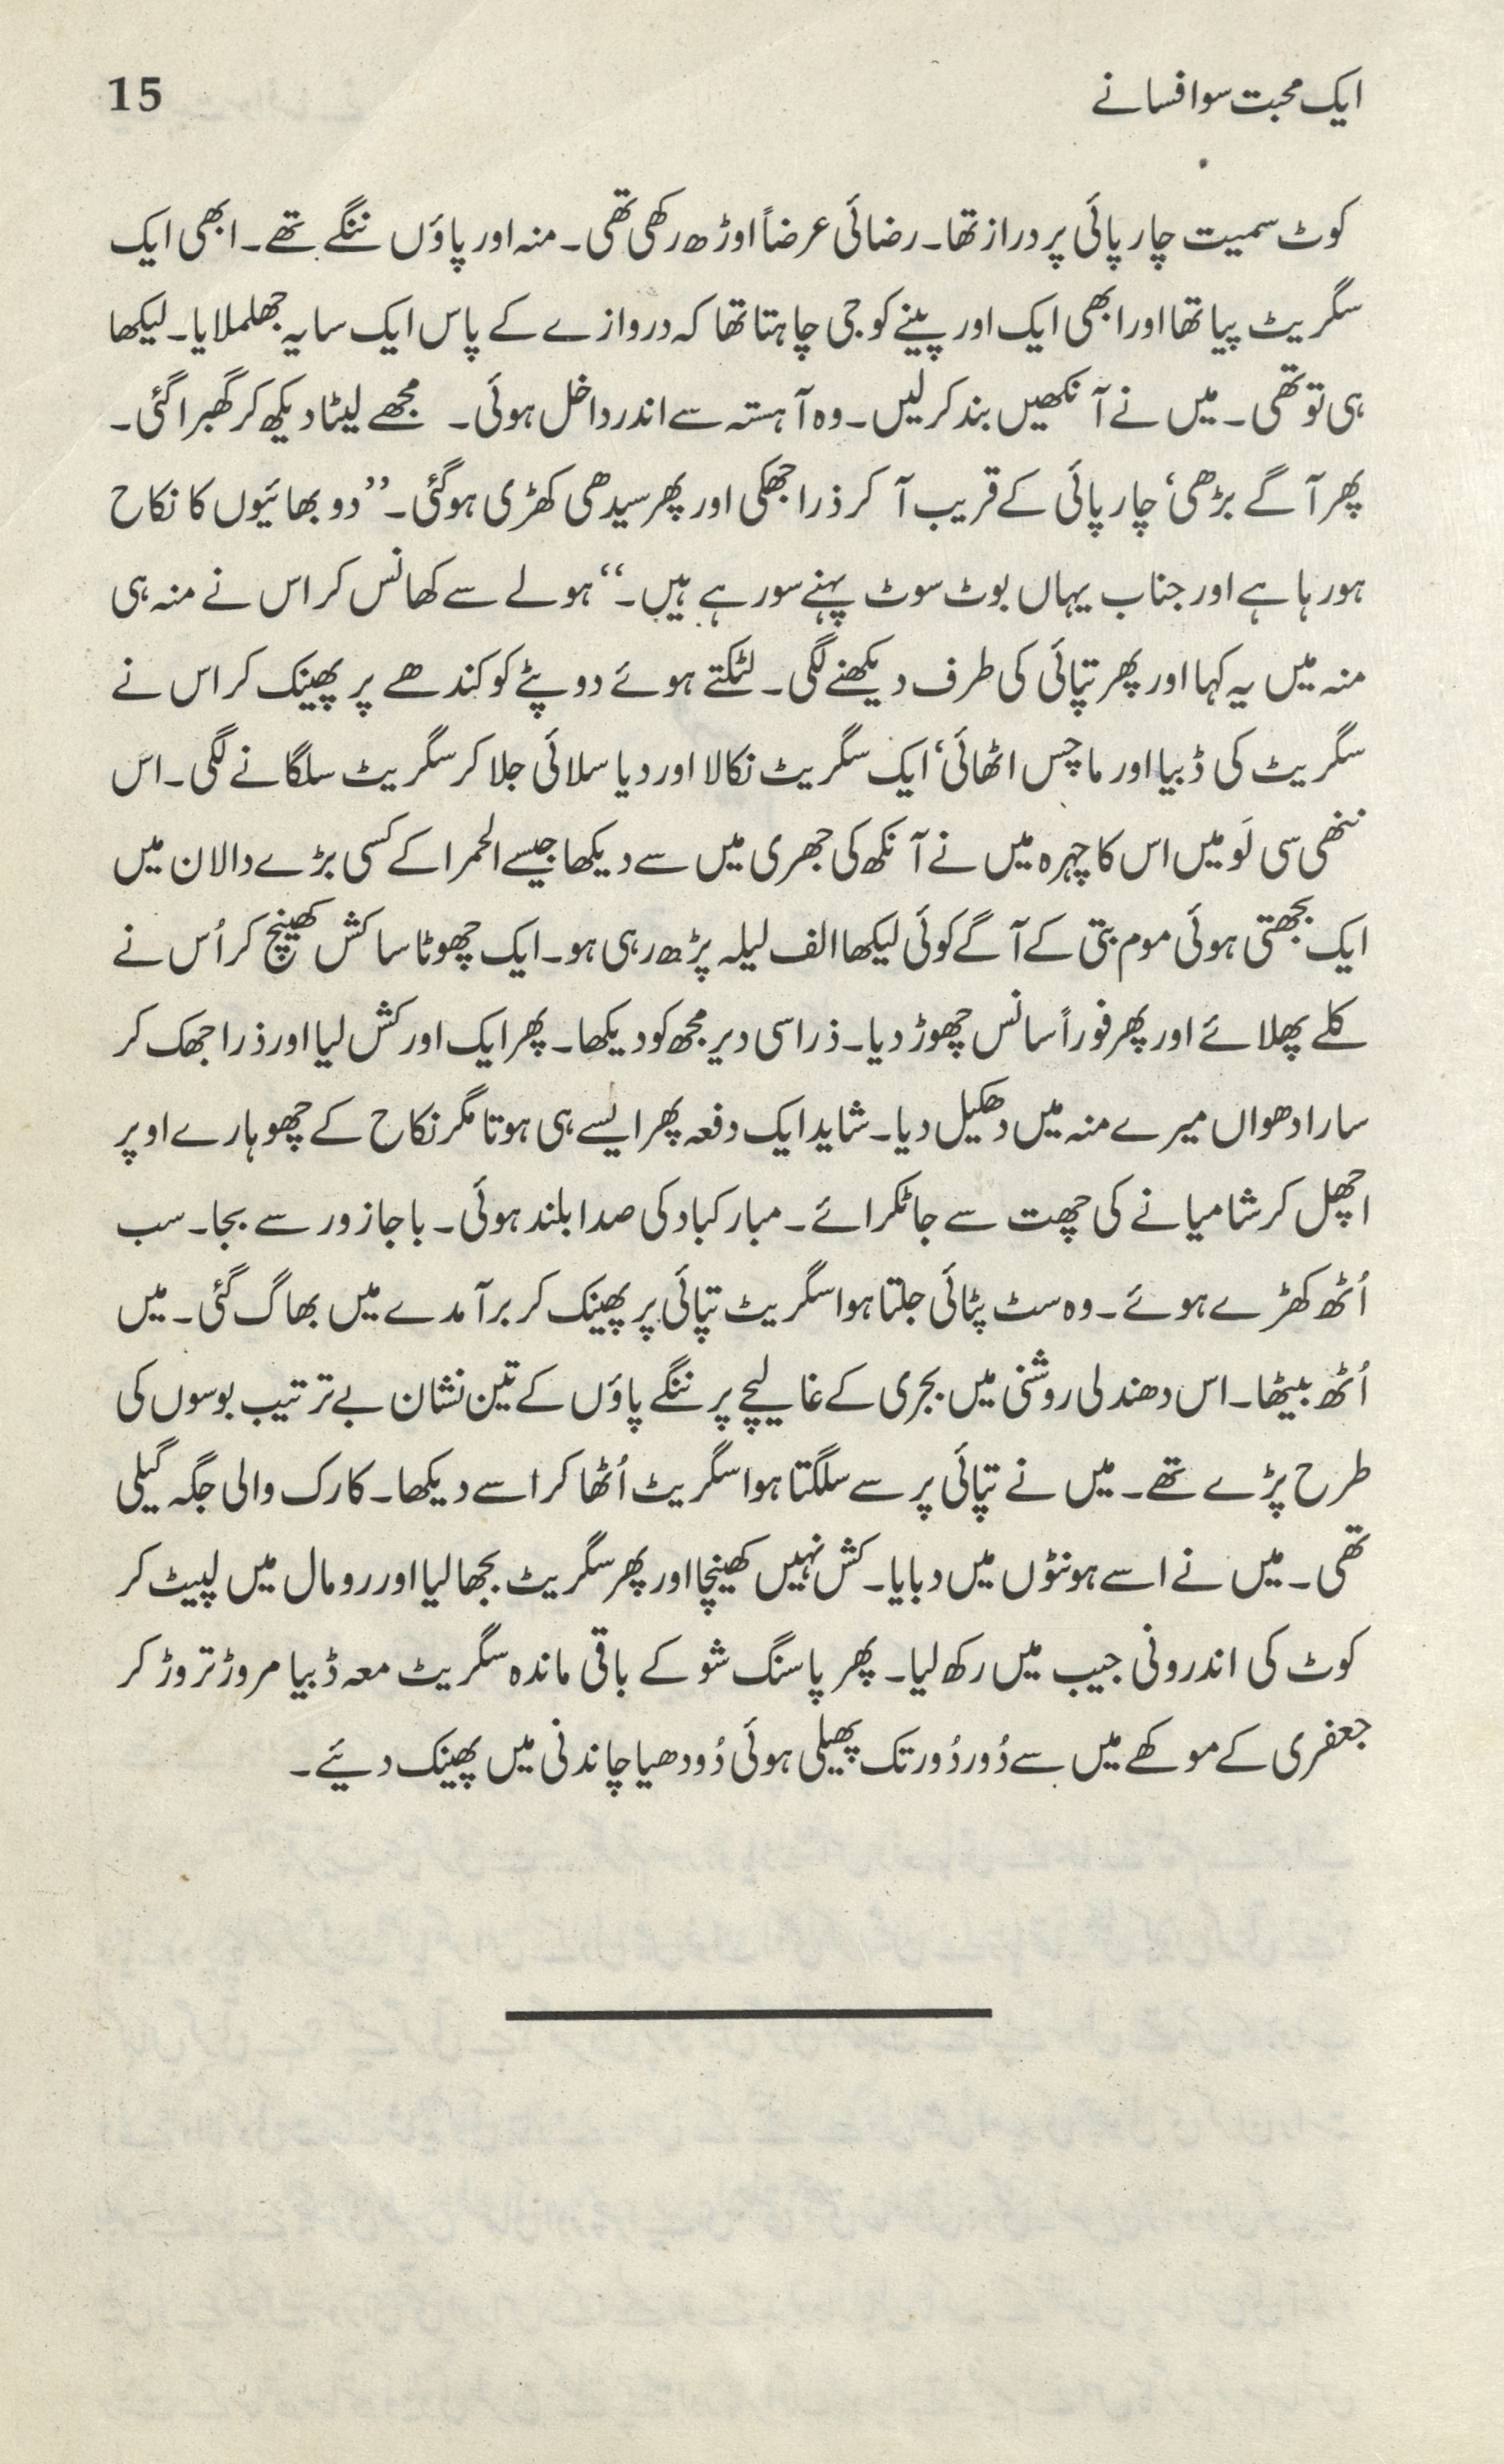 ایک محبت سو افسانے
15
کوٹ سمیت چارپائی پر دراز تھا۔ رضائی عرضاً اوڑھ رکھی تھی۔ منہ اور پاؤں ننگے تھے۔ ابھی ایک
سگریٹ پیا تھا اور ابھی ایک اور پینے کو جی چاہتا تھا کہ دروازے کے پاس ایک سایہ جھلملایا۔ لیکھا
ہی تو تھی۔ میں نے آنکھیں بند کر لیں۔ وہ آہستہ سے اندر داخل ہوئی۔ مجھے لیٹا دیکھ کر گھبرا گئی۔
پھر آگے بڑھی‘ چارپائی کے قریب آ کر ذرا جھکی اور پھر سیدھی کھڑی ہو گئی۔ ’’دو بھائیوں کا نکاح
ہو رہا ہے اور جناب یہاں بوٹ سوٹ پہنے سو رہے ہیں۔‘‘ ہولے سے کھانس کر اس نے منہ ہی
منہ میں یہ کہا اور پھر تپائی کی طرف دیکھنے لگی۔ لٹکتے ہوئے دوپٹے کو کندھے پر پھینک کر اس نے
سگریٹ کی ڈبیا اور ماچس اٹھائی‘ ایک سگریٹ نکالا اور دیا سلائی جلا کر سگریٹ سلگانے لگی۔ اس
ننھی سی لَو میں اس کا چہرہ میں نے آنکھ کی جھری میں سے دیکھا جیسے الحمرا کے کسی بڑے دالان میں
ایک بجھتی ہوئی موم بتی کے آگے کوئی لیکھا الف لیلہ پڑھ رہی ہو۔ ایک چھوٹا سا کش کھینچ کر اُس نے
کلے پھلائے اور پھر فوراً سانس چھوڑ دیا۔ ذرا سی دیر مجھ کو دیکھا۔ پھر ایک اور کش لیا اور ذرا جھک کر
سارا دھواں میرے منہ میں دھکیل دیا۔ شاید ایک دفعہ پھر ایسے ہی ہوتا مگر نکاح کے چھوہارے اوپر
اچھل کر شامیانے کی چھت سے جا ٹکرائے۔ مبارکباد کی صدا بلند ہوئی۔ باجا زور سے بجا۔ سب
اُٹھ کھڑے ہوئے۔ وہ سٹ پٹائی جلتا ہوا سگریٹ تپائی پر پھینک کر برآمدے میں بھاگ گئی۔ میں
اُٹھ بیٹھا۔ اس دھندلی روشنی میں بجری کے غالیچے پر ننگے پاؤں کے تین نشان بے ترتیب بوسوں کی
طرح پڑے تھے۔ میں نے تپائی پر سے سلگتا ہوا سگریٹ اُٹھا کر اسے دیکھا۔ کارک والی جگہ گیلی
تھی۔ میں نے اسے ہونٹوں میں دبایا۔ کش نہیں کھینچا اور پھر سگریٹ بجھا لیا اور رومال میں لپیٹ کر
کوٹ کی اندرونی جیب میں رکھ لیا۔ پھر پاسنگ شو کے باقی ماندہ سگریٹ معہ ڈبیا مروڑ تروڑ کر
جعفری کے موکھے میں سے دُور دُور تک پھیلی ہوئی دُودھیا چاندنی میں پھینک دیئے۔